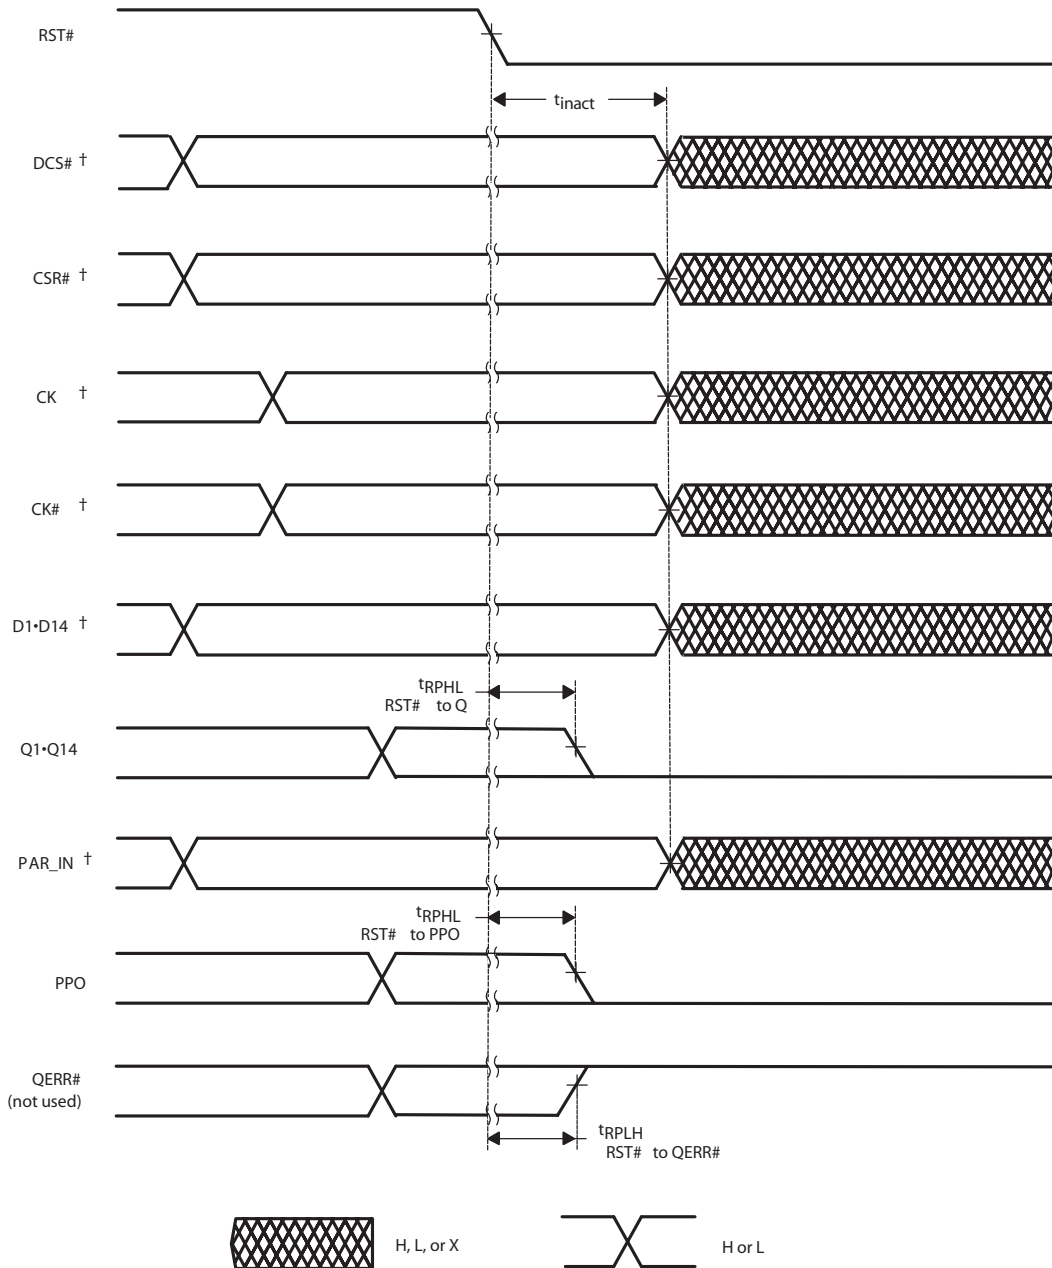 RST#
tinact
DCS# †
CSR# †
CK †
CK# †
D1•D14 †
tRPHL
RST# to Q
Q1•Q14
PAR_IN †
tRPHL
RST# to PPO
PPO
QERR#
(not used)
tRPLH
RST# to QERR#
H, L, or X
H or L